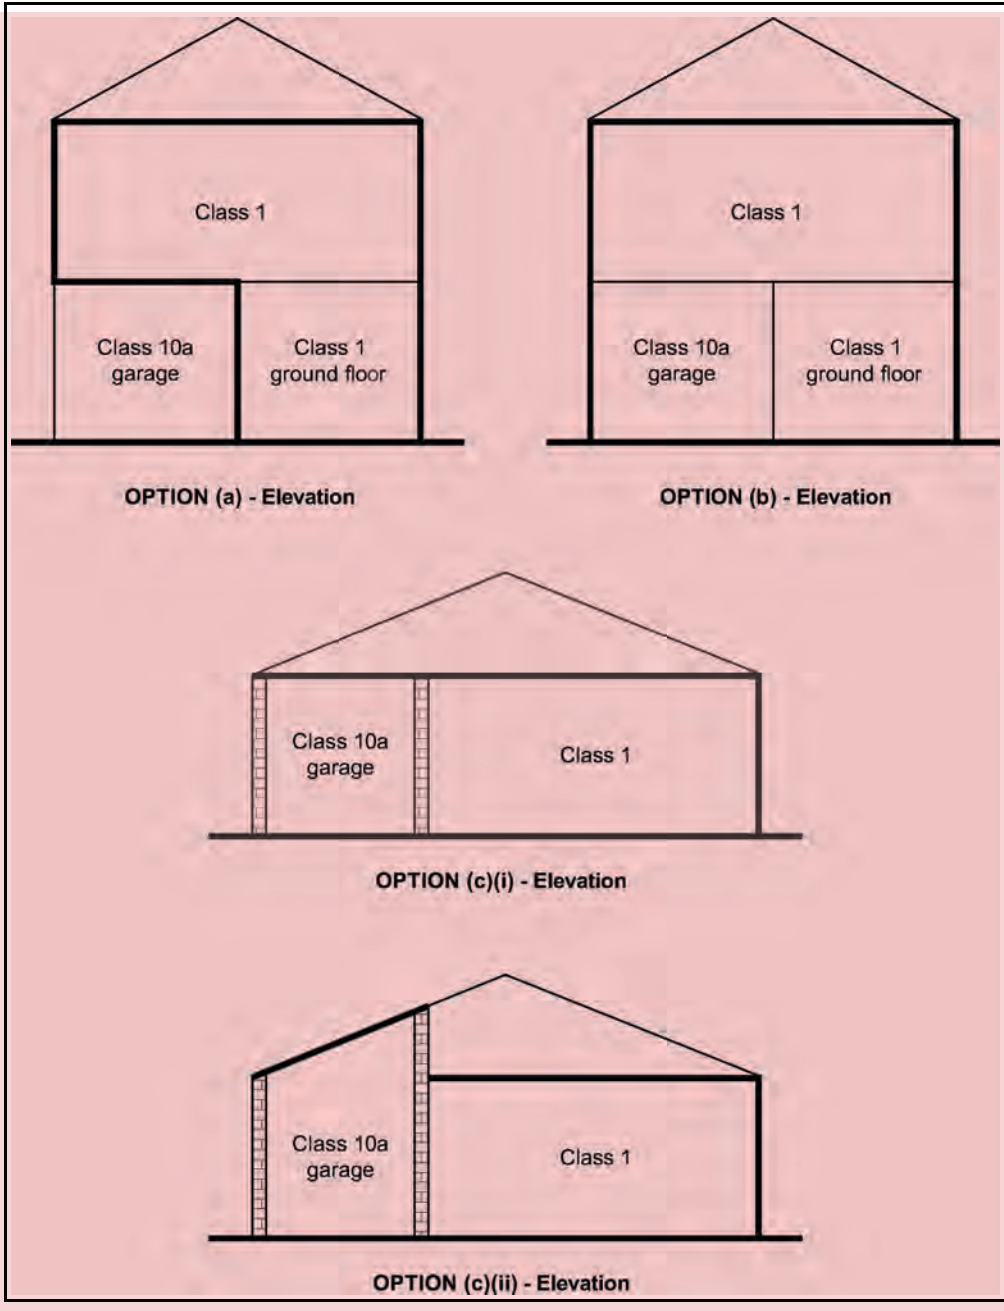 Class 1
Class 10a
garage
Class 1
ground floor
OPTION (a) - Elevation
Class 1
Class 10a
garage
Class 1
ground floor
OPTION (b) - Elevation
Class 10a
garage
Class 1
OPTION (c)(i) - Elevation
Class 10a
garage
Class 1
OPTION (c)(ii) - Elevation